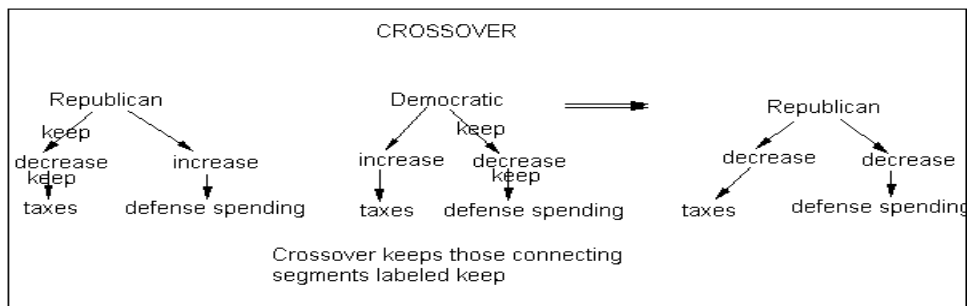 CROSSOVER
Republican
keep
decrease increase
keep
taxes defense spending
Democratic
keep
increase decrease
keep
taxes defense spending
Republican
decrease decrease
taxes defense spending
Crossover keeps those connecting
segments labeled keep